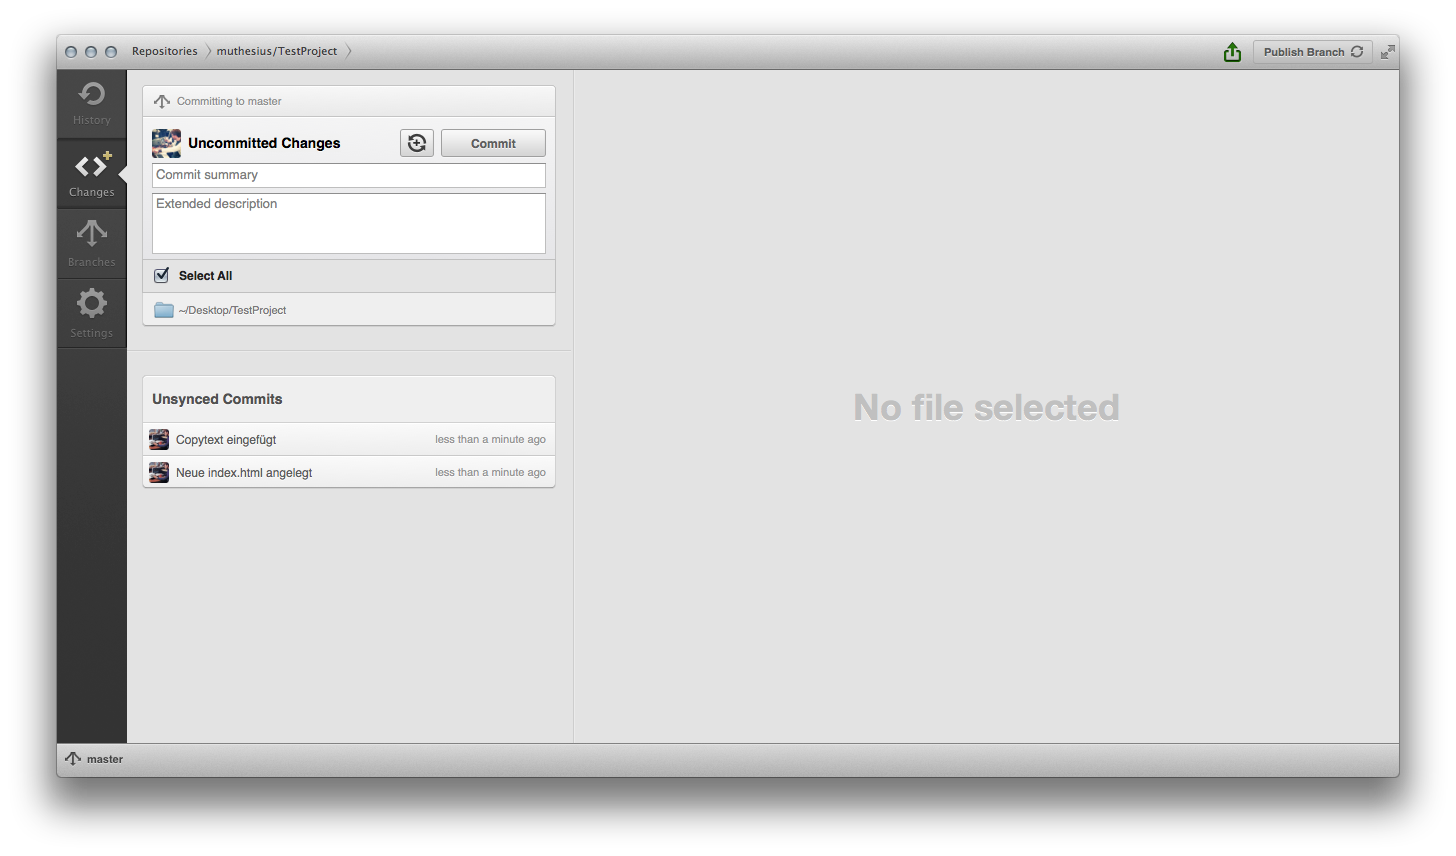 Repositories muthesius/TestProject Publish Branch
History
Changes
Branches
Settings
Committing to master
Uncommitted Changes Commit
Commit summary
Extended description
Select All
~/Desktop/TestProject
Unsynced Commits
Copytext eingefügt less than a minute ago
Neue index.html angelegt less than a minute ago
No file selected
master